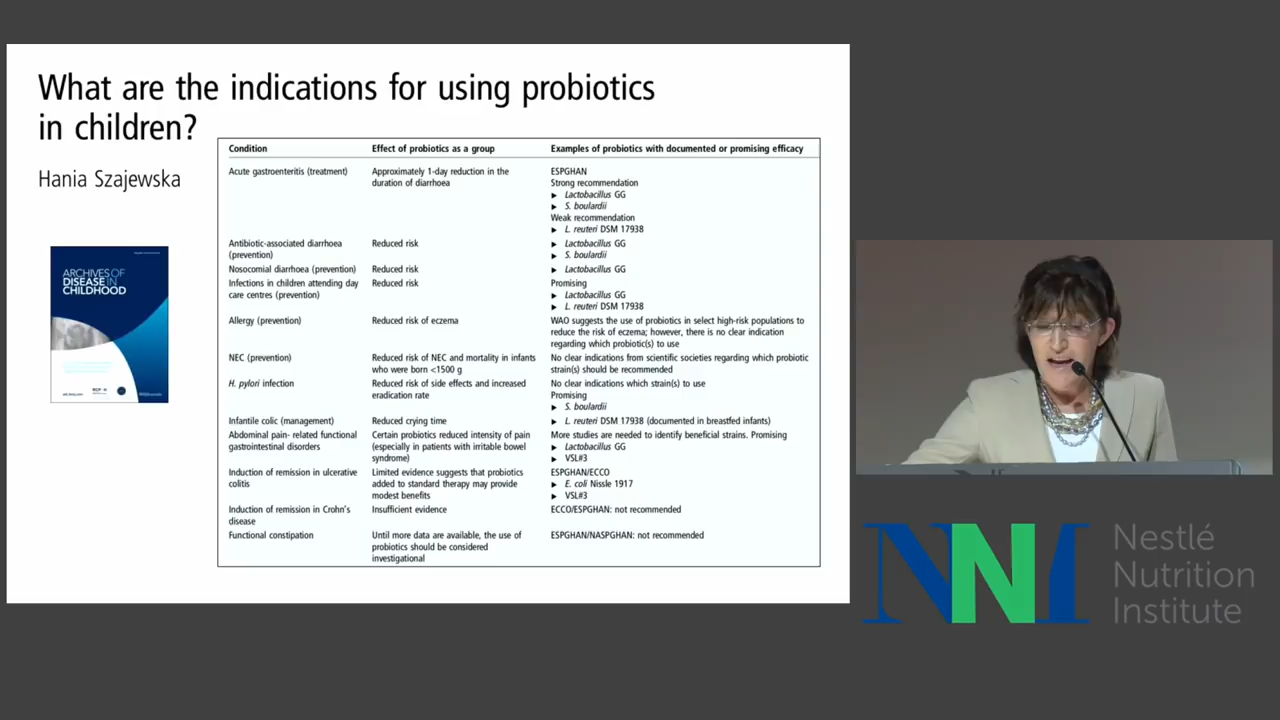 What are the indications for using probiotics
in children?
Hania Szajewska
ARCHIVES OF
DISEASE IN
CHILDHOOD
Condition Effect of probiotics as a group Examples of probiotics with documented or promising efficacy
Acute gastroenteritis (treatment) Approximately 1-day reduction in the ESPGHAN
duration of diarrhoea Strong recommendation
► Lactobacillus GG
► S. boulardii
Weak recommendation
► L. reuteri DSM 17938
Antibiotic-associated diarrhoea Reduced risk ► Lactobacillus GG
(prevention) ► S. boulardii
Nosocomial diarrhoea (prevention) Reduced risk ► Lactobacillus GG
Infections in children attending day Reduced risk Promising
care centres (prevention) ► Lactobacillus GG
► L. reuteri DSM 17938
Allergy (prevention) Reduced risk of eczema WAO suggests the use of probiotics in select high-risk populations to
reduce the risk of eczema; however, there is no clear indication
regarding which probiotic(s) to use
NEC (prevention) Reduced risk of NEC and mortality in infants No clear indications from scientific societies regarding which probiotic
who were born <1500 g strain(s) should be recommended
H. pylori infection Reduced risk of side effects and increased No clear indications which strain(s) to use
eradication rate Promising
► S. boulardii
Infantile colic (management) Reduced crying time ► L. reuteri DSM 17938 (documented in breastfed infants)
Abdominal pain- related functional Certain probiotics reduced intensity of pain More studies are needed to identify beneficial strains. Promising
gastrointestinal disorders (especially in patients with irritable bowel ► Lactobacillus GG
syndrome) ► VSL#3
Induction of remission in ulcerative Limited evidence suggests that probiotics ESPGHAN/ECCO
colitis added to standard therapy may provide ► E. coli Nissle 1917
modest benefits ► VSL#3
Induction of remission in Crohn's Insufficient evidence ECCO/ESPGHAN: not recommended
disease
Functional constipation Until more data are available, the use of ESPGHAN/NASPGHAN: not recommended
probiotics should be considered
investigational
NNI
Nestlé
Nutrition
Institute